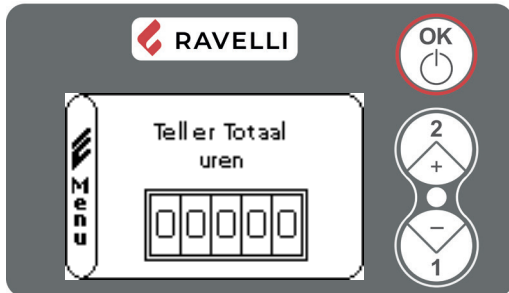 RAVELLI
OK
Menu
Teller Totaal
uren
00000
2
+
-
1